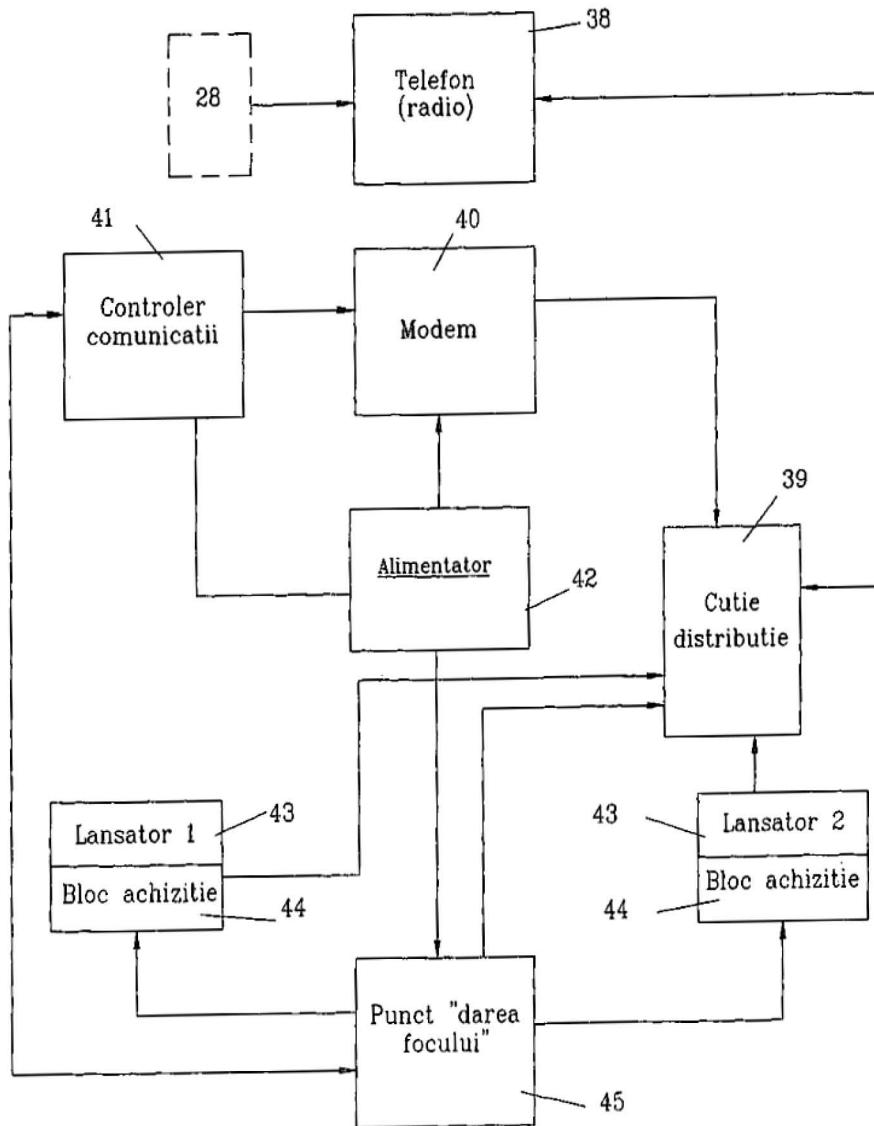 38
28
Telefon
(radio)
41
40
Controler
comunicatii
Modem
39
Alimentator
42
Cutie
distributie
Lansator 1
43
43
Lansator 2
Bloc achizitie
44
44
Bloc achizitie
Punct "darea
focului"
45